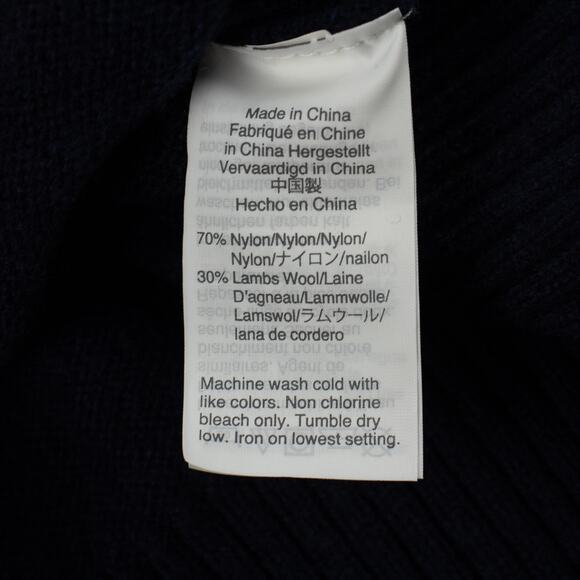 Made in China
Fabriqué en Chine
in China Hergestellt
Vervaardigd in China
中国製
Hecho en China
70% Nylon/Nylon/Nylon/
Nylon/ナイロン/nailon
30% Lambs Wool/Laine
D'agneau/Lammwolle/
Lamswol/ラムウール/
lana de cordero
Machine wash cold with
like colors. Non chlorine
bleach only. Tumble dry
low. Iron on lowest setting.